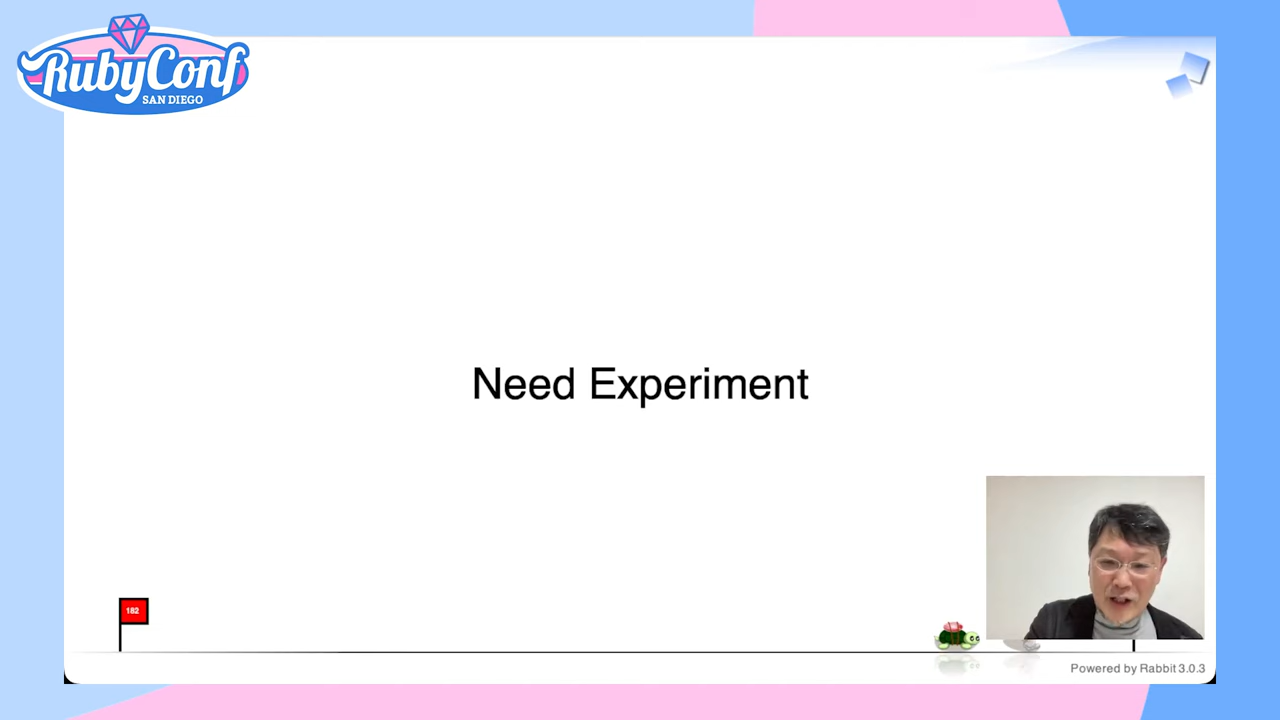 RubyConf
SAN DIEGO
Need Experiment
182
Powered by Rabbit 3.0.3